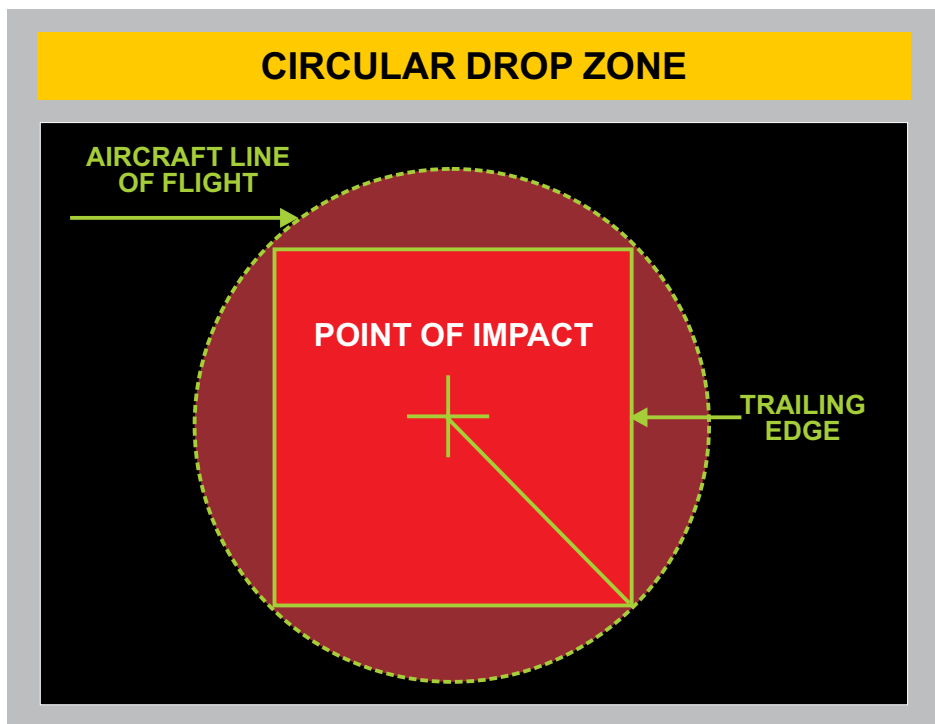 CIRCULAR DROP ZONE
AIRCRAFT LINE
OF FLIGHT
POINT OF IMPACT
TRAILING
EDGE